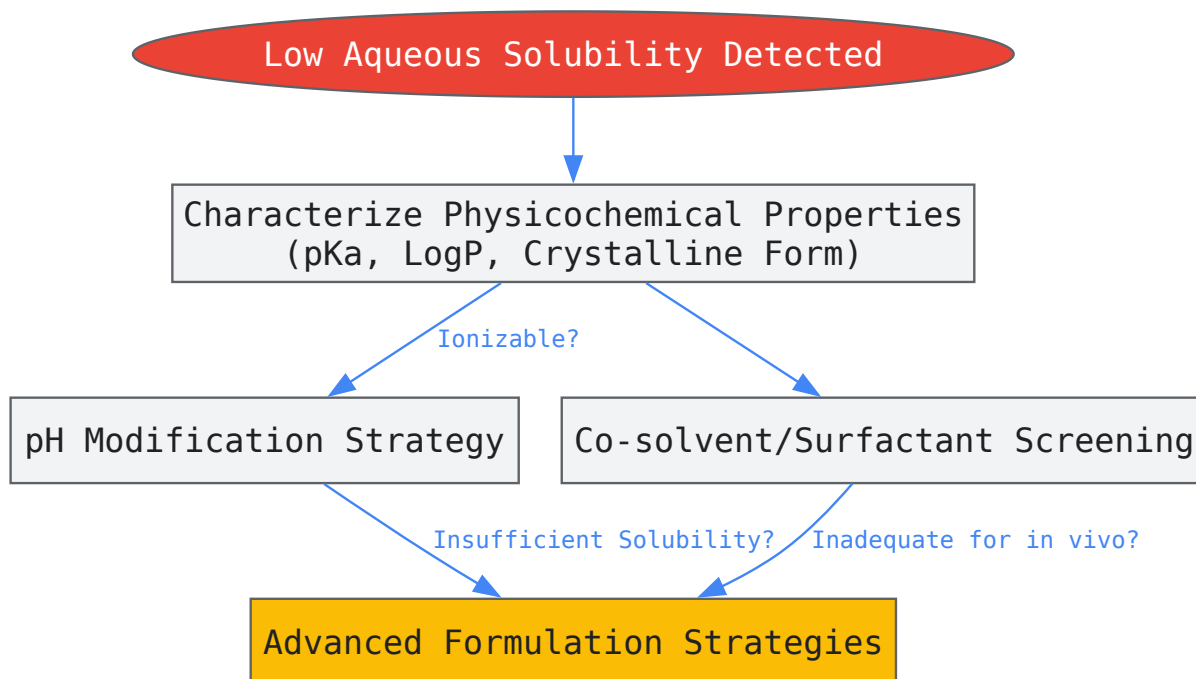 Low Aqueous Solubility Detected
Characterize Physicochemical Properties
(pKa, LogP, Crystalline Form)
Ionizable?
pH Modification Strategy
Co-solvent/Surfactant Screening
Insufficient Solubility?
Inadequate for in vivo?
Advanced Formulation Strategies